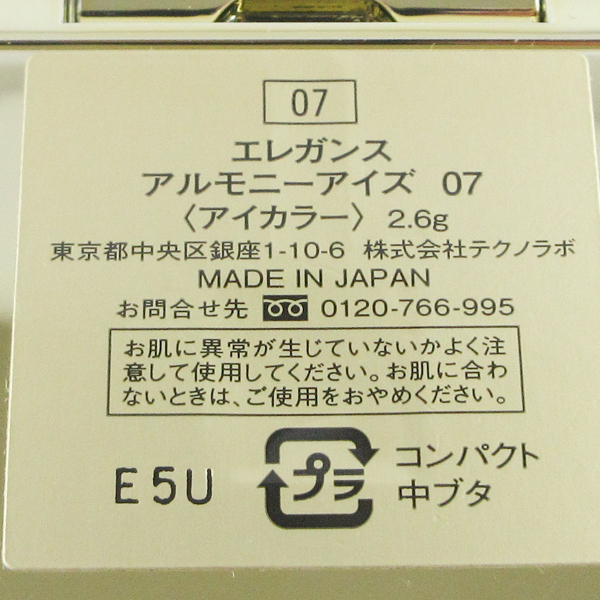 07
エレガンス
アルモニーアイズ 07
〈アイカラー〉 2.6g
東京都中央区銀座1-10-6 株式会社テクノラボ
MADE IN JAPAN
お問合せ先 0120-766-995
お肌に異常が生じていないかよく注
意して使用してください。お肌に合わ
ないときは、ご使用をおやめください。
E5U
プラ
コンパクト
中ブタ